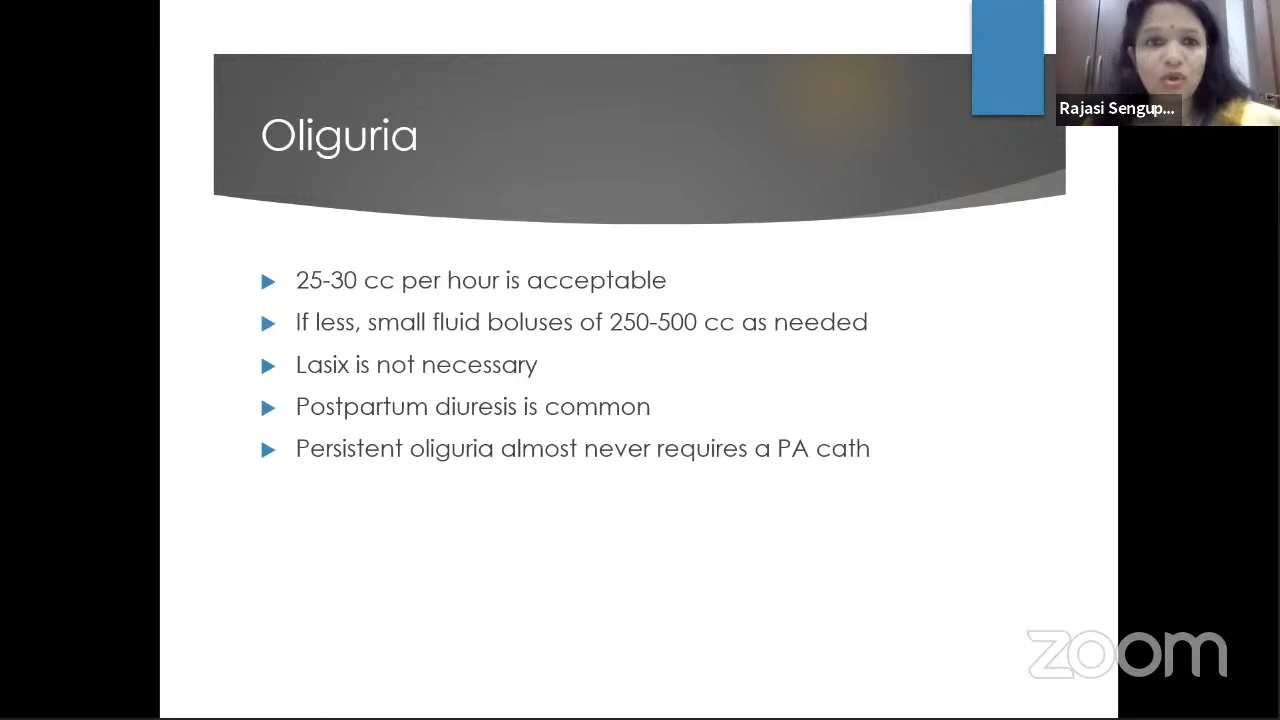 Rajasi Sengup...
Oliguria
25-30 cc per hour is acceptable
If less, small fluid boluses of 250-500 cc as needed
Lasix is not necessary
Postpartum diuresis is common
Persistent oliguria almost never requires a PA cath
zoom